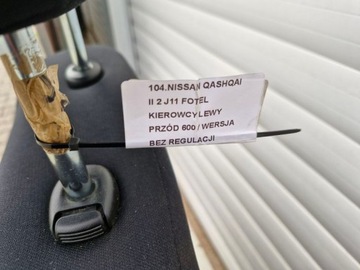 104.NISSAN QASHQAI
II 2 J11 FOTEL
KIEROWCY LEWY
PRZÓD 600 / WERSJA
BEZ REGULACJI